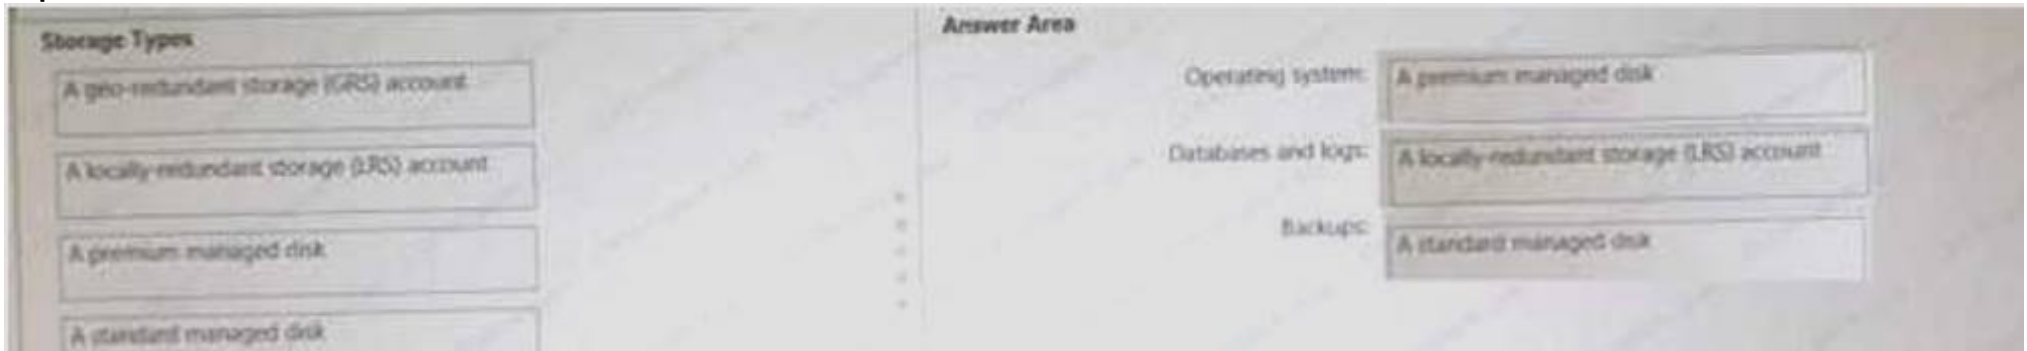 Storage Types
A geo-redundant storage (GRS) account
A locally-redundant storage (LRS) account
A premium managed disk
A standard managed disk
Answer Area
Operating system:
A premium managed disk
Databases and logs:
A locally-redundant storage (LRS) account
Backups:
A standard managed disk